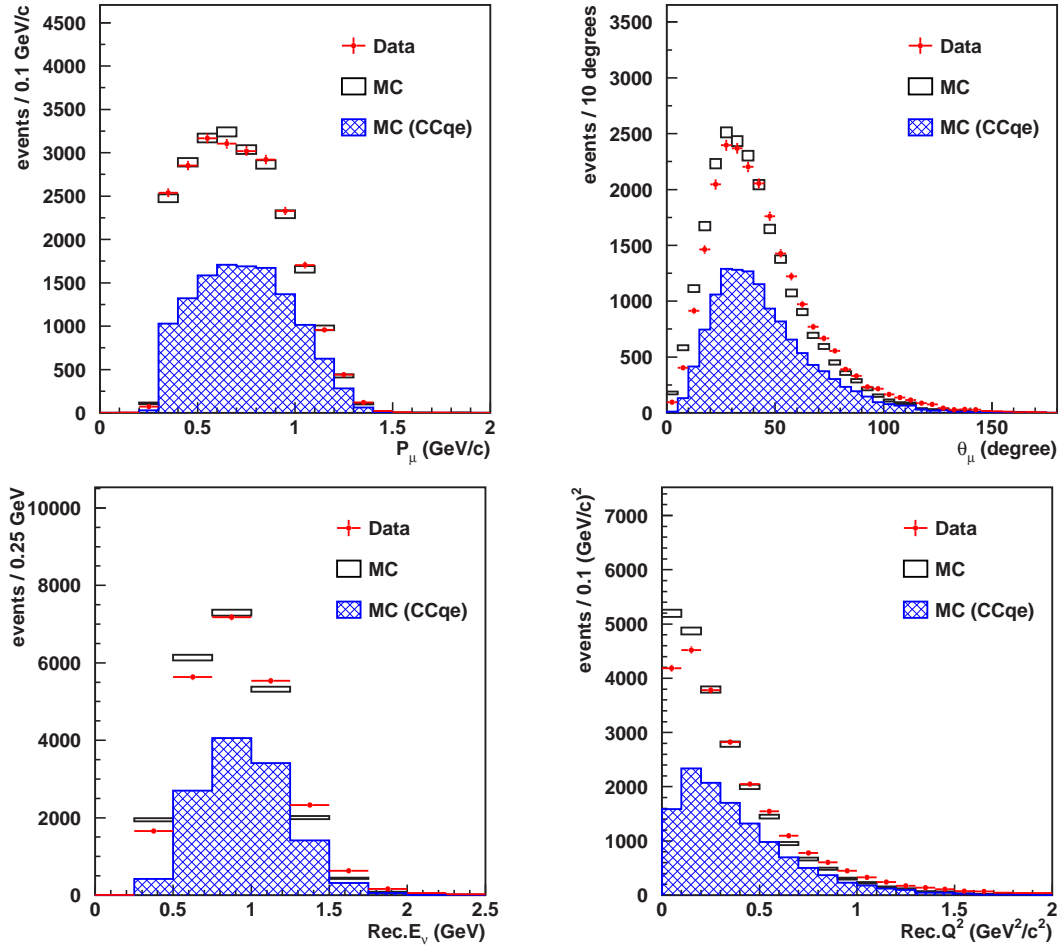 events / 0.1 GeV/c
4500
4000
3500
3000
2500
2000
1500
1000
500
0
Data
MC
MC (CCqe)
0 0.5 1 1.5 2
P_μ (GeV/c)
events / 10 degrees
3500
3000
2500
2000
1500
1000
500
0
Data
MC
MC (CCqe)
0 50 100 150
θ_μ (degree)
events / 0.25 GeV
10000
8000
6000
4000
2000
0
Data
MC
MC (CCqe)
0 0.5 1 1.5 2 2.5
Rec.E_ν (GeV)
events / 0.1 (GeV/c)²
7000
6000
5000
4000
3000
2000
1000
0
Data
MC
MC (CCqe)
0 0.5 1 1.5 2
Rec.Q² (GeV²/c²)